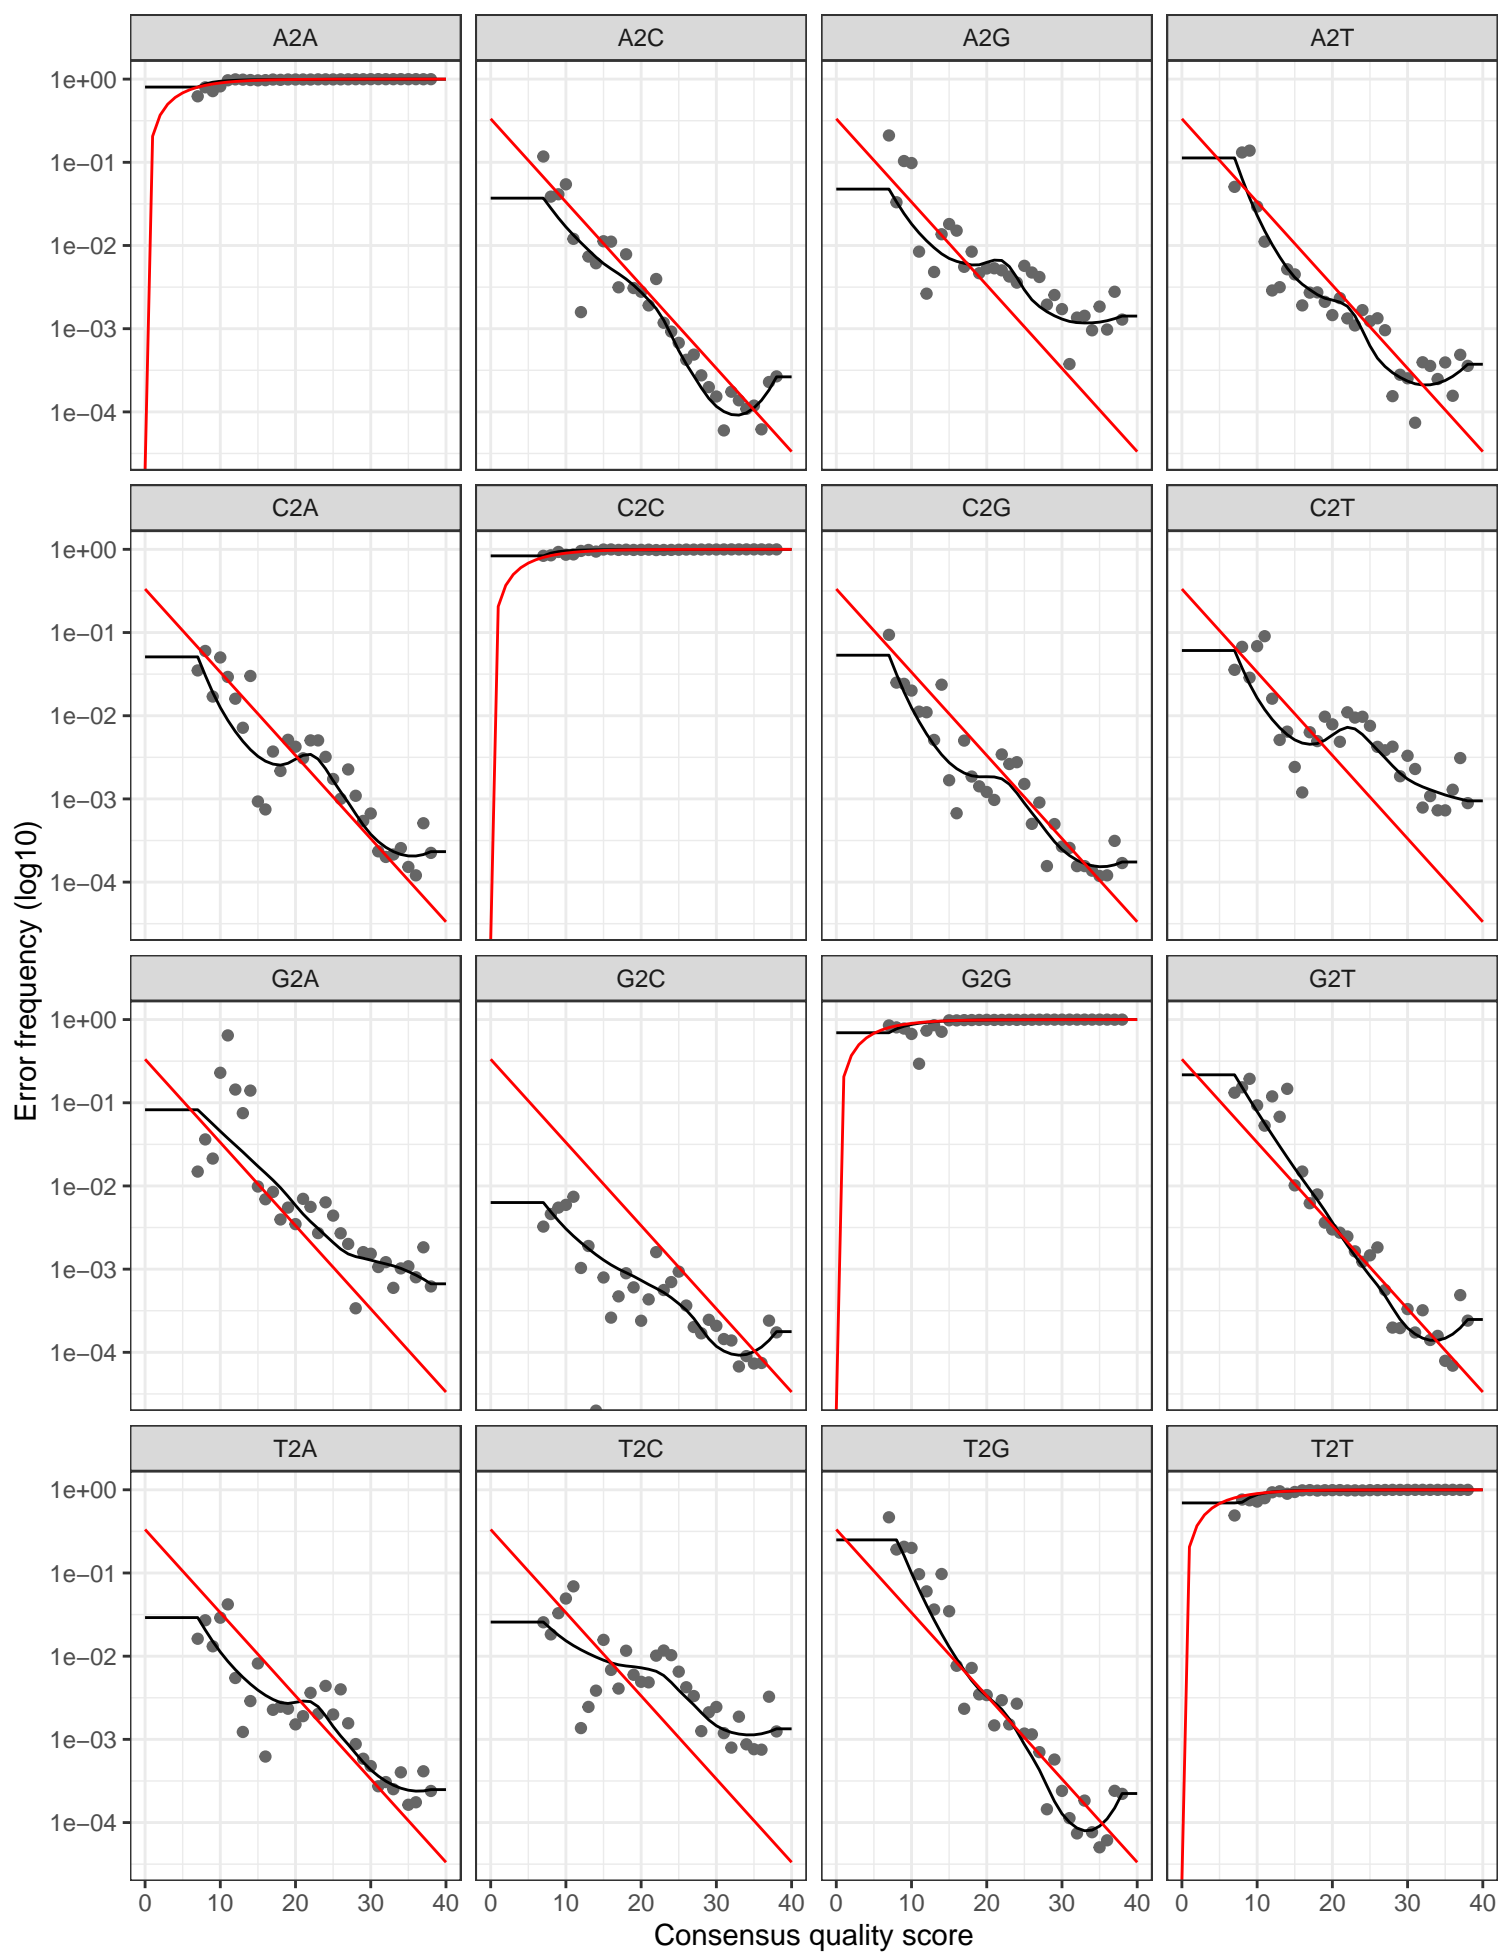 A2A A2C A2G A2T
1e+00
1e-01
1e-02
1e-03
1e-04
C2A C2C C2G C2T
1e+00
1e-01
1e-02
1e-03
1e-04
Error frequency (log10)
G2A G2C G2G G2T
1e+00
1e-01
1e-02
1e-03
1e-04
T2A T2C T2G T2T
1e+00
1e-01
1e-02
1e-03
1e-04
0 10 20 30 40 0 10 20 30 40 0 10 20 30 40 0 10 20 30 40
Consensus quality score